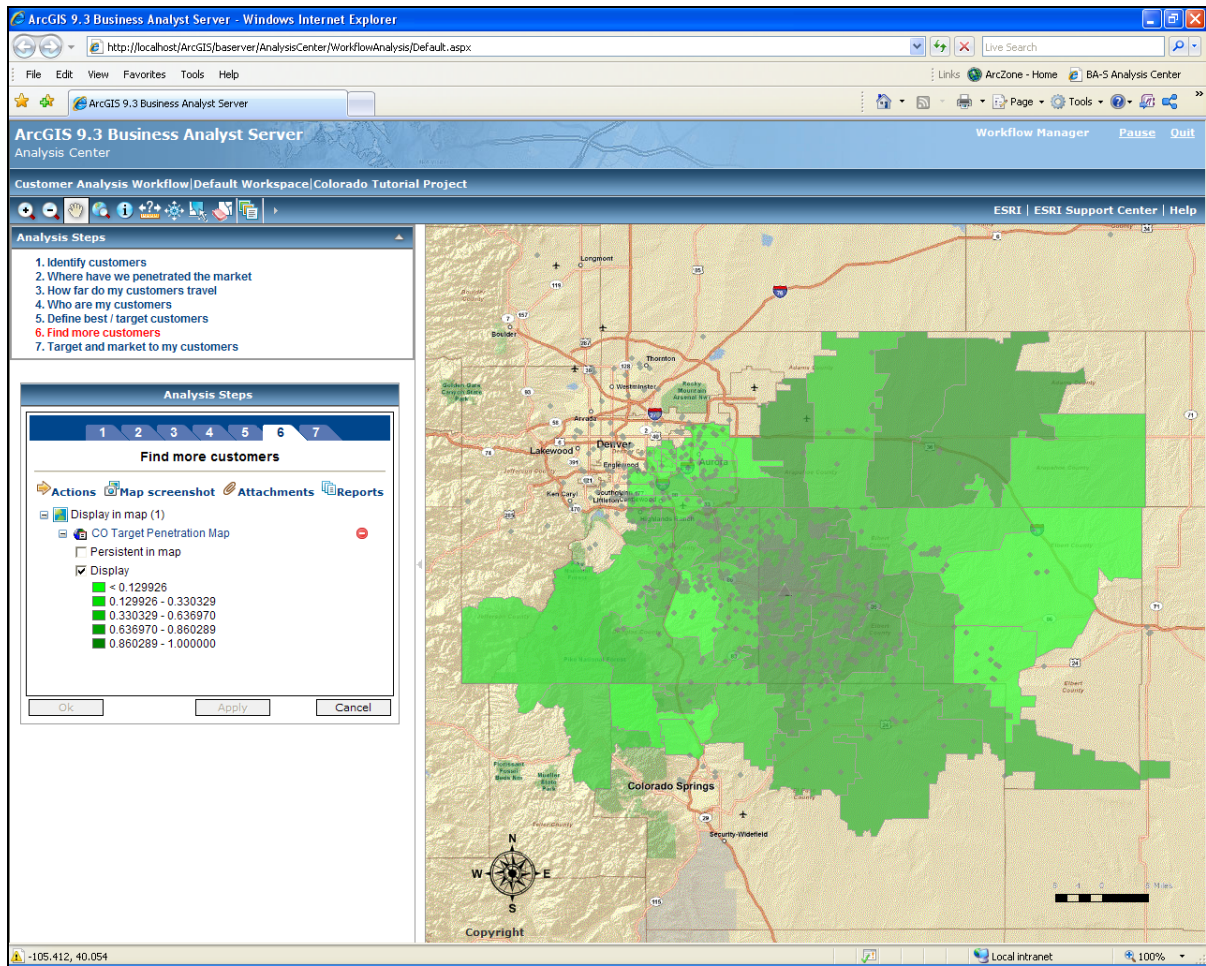 ArcGIS 9.3 Business Analyst Server - Windows Internet Explorer
http://localhost/ArcGIS/baserver/AnalysisCenter/WorkflowAnalysis/Default.aspx
Live Search
File Edit View Favorites Tools Help
Links ArcZone - Home BA-S Analysis Center
ArcGIS 9.3 Business Analyst Server
Page Tools
ArcGIS 9.3 Business Analyst Server
Analysis Center
Workflow Manager Pause Quit
Customer Analysis Workflow|Default Workspace|Colorado Tutorial Project
ESRI | ESRI Support Center | Help
Analysis Steps
1. Identify customers
2. Where have we penetrated the market
3. How far do my customers travel
4. Who are my customers
5. Define best / target customers
6. Find more customers
7. Target and market to my customers
Analysis Steps
1 2 3 4 5 6 7
Find more customers
Actions Map screenshot Attachments Reports
Display in map (1)
CO Target Penetration Map
Persistent in map
Display
< 0.129926
0.129926 - 0.330329
0.330329 - 0.636970
0.636970 - 0.860289
0.860289 - 1.000000
Ok Apply Cancel
Longmont
Boulder
Thornton
Westminster
Rocky
Mountain
Arsenal
Arvada
Denver
Lakewood
Aurora
Englewood
Ken Caryl
Littleton
Highlands Ranch
Elbert
County
Colorado Springs
Security-Widefield
N
W E
S
Copyright
-105.412, 40.054
Local intranet
100%